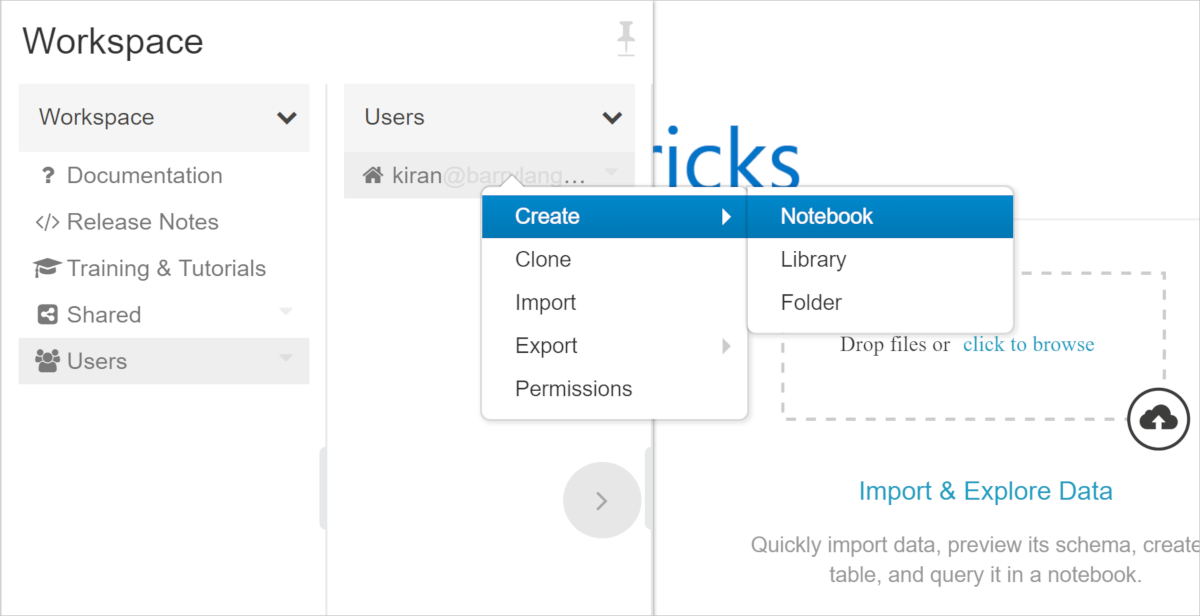 Workspace
Workspace
Documentation
Release Notes
Training & Tutorials
Shared
Users
Users
kiran@barrylang...
Create
Clone
Import
Export
Permissions
Notebook
Library
Folder
ricks
Drop files or click to browse
Import & Explore Data
Quickly import data, preview its schema, create
table, and query it in a notebook.